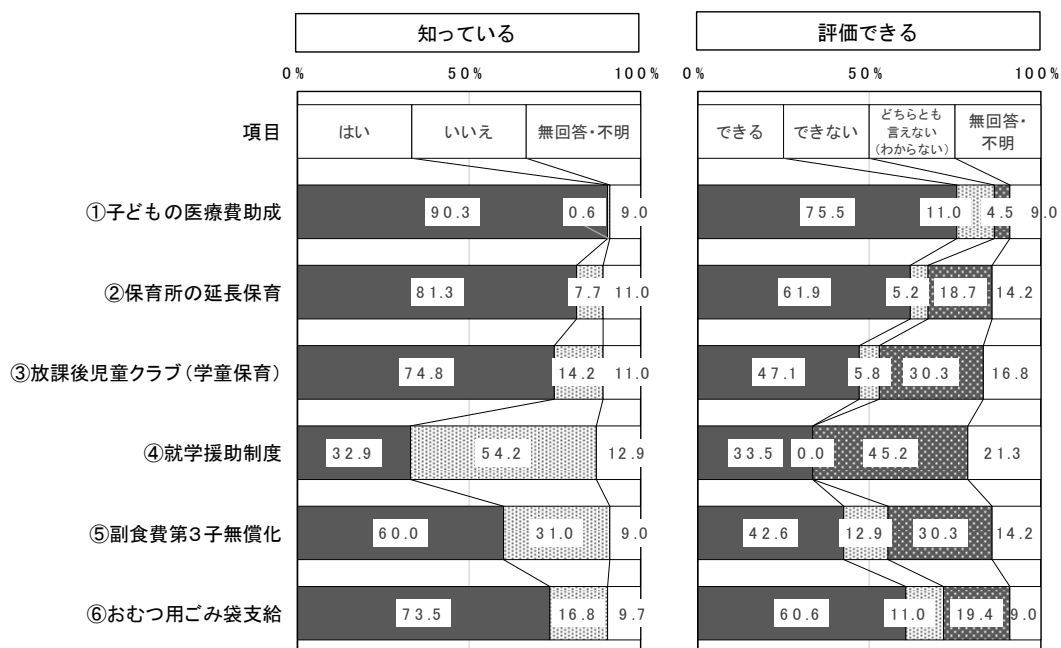 知っている 評価できる
0% 50% 100% 0% 50% 100%
項目 はい いいえ 無回答・不明 できる できない どちらとも言えない（わからない） 無回答・不明
①子どもの医療費助成 90.3 0.6 9.0 75.5 11.0 4.5 9.0
②保育所の延長保育 81.3 7.7 11.0 61.9 5.2 18.7 14.2
③放課後児童クラブ（学童保育） 74.8 14.2 11.0 47.1 5.8 30.3 16.8
④就学援助制度 32.9 54.2 12.9 33.5 0.0 45.2 21.3
⑤副食費第３子無償化 60.0 31.0 9.0 42.6 12.9 30.3 14.2
⑥おむつ用ごみ袋支給 73.5 16.8 9.7 60.6 11.0 19.4 9.0